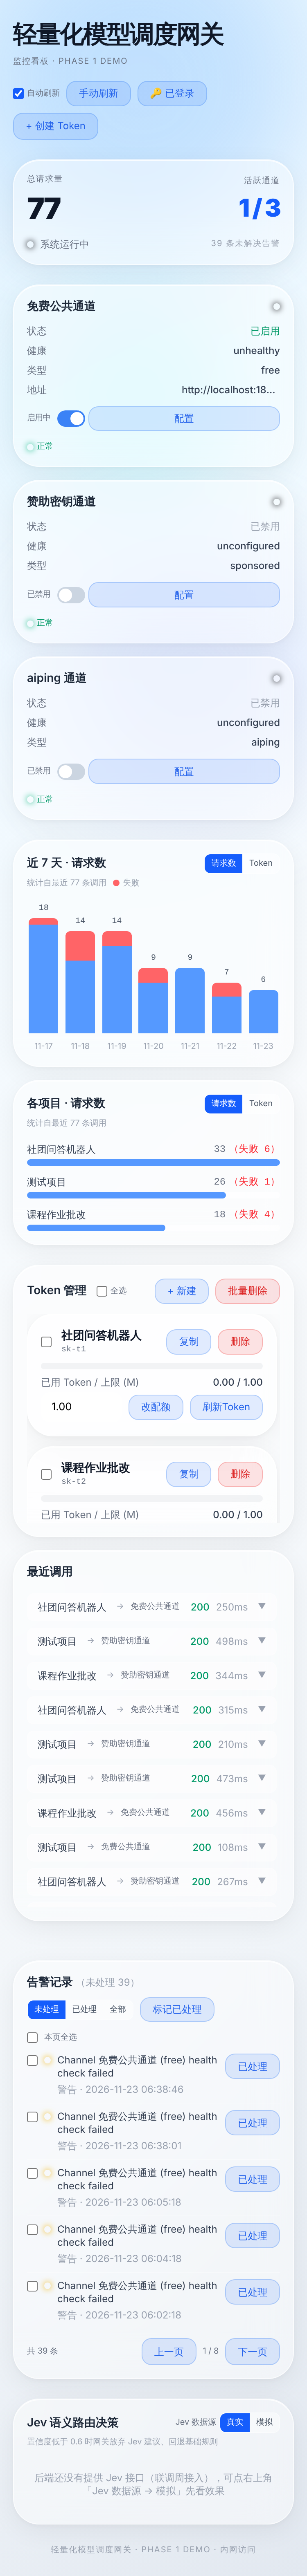 轻量化模型调度网关
监控看板 · PHASE 1 DEMO
自动刷新 手动刷新 🔑 已登录
+ 创建 Token
总请求量 活跃通道
77 1/3
系统运行中 39 条未解决告警
免费公共通道
状态 已启用
健康 unhealthy
类型 free
地址 http://localhost:18...
启用中 配置
正常
赞助密钥通道
状态 已禁用
健康 unconfigured
类型 sponsored
已禁用 配置
正常
aiping 通道
状态 已禁用
健康 unconfigured
类型 aiping
已禁用 配置
正常
近 7 天 · 请求数 请求数 Token
统计自最近 77 条调用 失败
18 14 14 9 9 7 6
11-17 11-18 11-19 11-20 11-21 11-22 11-23
各项目 · 请求数 请求数 Token
统计自最近 77 条调用
社团问答机器人 33 (失败 6)
测试项目 26 (失败 1)
课程作业批改 18 (失败 4)
Token 管理 全选 + 新建 批量删除
社团问答机器人 复制 删除
sk-t1
已用 Token / 上限 (M) 0.00 / 1.00
1.00 改配额 刷新Token
课程作业批改 复制 删除
sk-t2
已用 Token / 上限 (M) 0.00 / 1.00
最近调用
社团问答机器人 → 免费公共通道 200 250ms ▼
测试项目 → 赞助密钥通道 200 498ms ▼
课程作业批改 → 赞助密钥通道 200 344ms ▼
社团问答机器人 → 免费公共通道 200 315ms ▼
测试项目 → 赞助密钥通道 200 210ms ▼
测试项目 → 赞助密钥通道 200 473ms ▼
课程作业批改 → 免费公共通道 200 456ms ▼
测试项目 → 免费公共通道 200 108ms ▼
社团问答机器人 → 赞助密钥通道 200 267ms ▼
告警记录 (未处理 39)
未处理 已处理 全部 标记已处理
本页全选
Channel 免费公共通道 (free) health
check failed 已处理
警告 · 2026-11-23 06:38:46
Channel 免费公共通道 (free) health
check failed 已处理
警告 · 2026-11-23 06:38:01
Channel 免费公共通道 (free) health
check failed 已处理
警告 · 2026-11-23 06:05:18
Channel 免费公共通道 (free) health
check failed 已处理
警告 · 2026-11-23 06:04:18
Channel 免费公共通道 (free) health
check failed 已处理
警告 · 2026-11-23 06:02:18
共 39 条 上一页 1 / 8 下一页
Jev 语义路由决策 Jev 数据源 真实 模拟
置信度低于 0.6 时网关放弃 Jev 建议、回退基础规则
后端还没有提供 Jev 接口（联调周接入），可点右上角
「Jev 数据源 → 模拟」先看效果
轻量化模型调度网关 · PHASE 1 DEMO · 内网访问